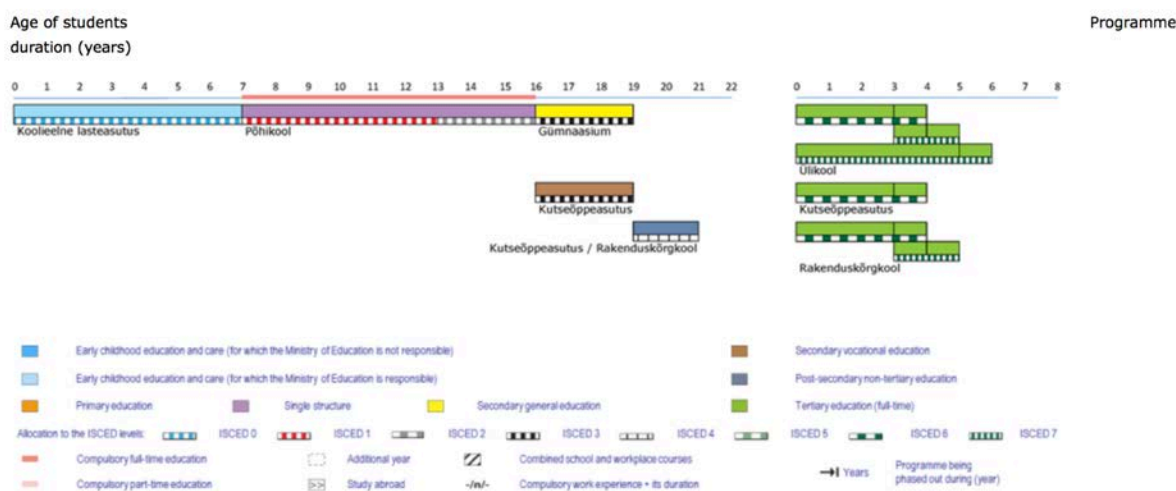 Age of students
Programme
duration (years)
0 1 2 3 4 5 6 7 8 9 10 11 12 13 14 15 16 17 18 19 20 21 22
0 1 2 3 4 5 6 7 8
Koolieelne lasteasutus
Põhikool
Gümnaasium
Ülikool
Kutseõppeasutus
Kutseõppeasutus
Kutseõppeasutus / Rakenduskõrgkool
Rakenduskõrgkool
Early childhood education and care (for which the Ministry of Education is not responsible)
Secondary vocational education
Early childhood education and care (for which the Ministry of Education is responsible)
Post-secondary non-tertiary education
Primary education
Single structure
Secondary general education
Tertiary education (full-time)
Allocation to the ISCED levels: ISCED 0 ISCED 1 ISCED 2 ISCED 3 ISCED 4 ISCED 5 ISCED 6 ISCED 7
Compulsory full-time education
Additional year
Combined school and workplace courses
Years
Programme being
phased out during (year)
Compulsory part-time education
>> Study abroad
-/n/- Compulsory work experience + its duration